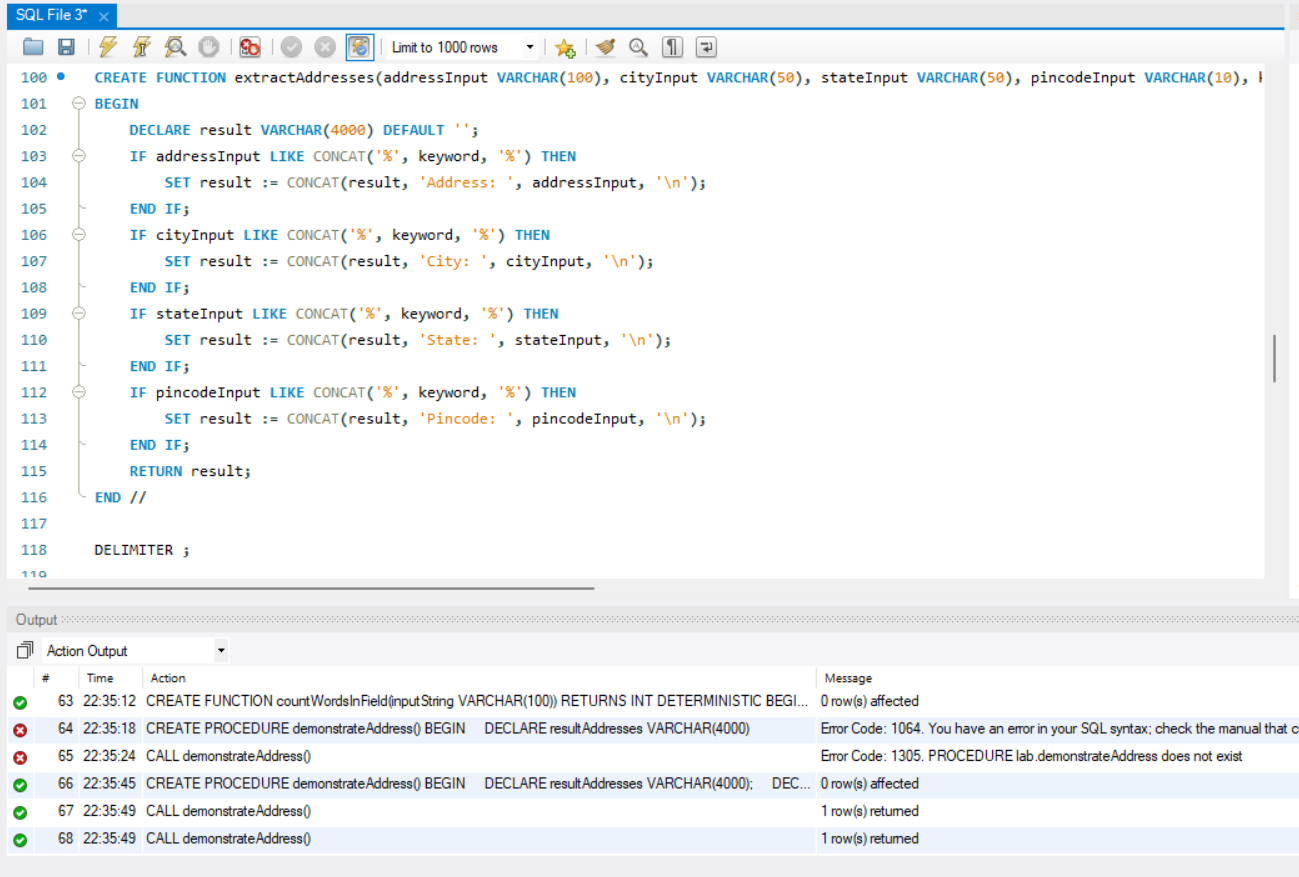 SQL File 3*
Limit to 1000 rows
100 CREATE FUNCTION extractAddresses(addressInput VARCHAR(100), cityInput VARCHAR(50), stateInput VARCHAR(50), pincodeInput VARCHAR(10),
101 BEGIN
102 DECLARE result VARCHAR(4000) DEFAULT '';
103 IF addressInput LIKE CONCAT('%', keyword, '%') THEN
104 SET result := CONCAT(result, 'Address: ', addressInput, '\n');
105 END IF;
106 IF cityInput LIKE CONCAT('%', keyword, '%') THEN
107 SET result := CONCAT(result, 'City: ', cityInput, '\n');
108 END IF;
109 IF stateInput LIKE CONCAT('%', keyword, '%') THEN
110 SET result := CONCAT(result, 'State: ', stateInput, '\n');
111 END IF;
112 IF pincodeInput LIKE CONCAT('%', keyword, '%') THEN
113 SET result := CONCAT(result, 'Pincode: ', pincodeInput, '\n');
114 END IF;
115 RETURN result;
116 END //
117
118 DELIMITER ;
119
Output
Action Output
# Time Action Message
63 22:35:12 CREATE FUNCTION countWordsInField(inputString VARCHAR(100)) RETURNS INT DETERMINISTIC BEGI... 0 row(s) affected
64 22:35:18 CREATE PROCEDURE demonstrateAddress() BEGIN DECLARE resultAddresses VARCHAR(4000) Error Code: 1064. You have an error in your SQL syntax; check the manual that c
65 22:35:24 CALL demonstrateAddress() Error Code: 1305. PROCEDURE lab.demonstrateAddress does not exist
66 22:35:45 CREATE PROCEDURE demonstrateAddress() BEGIN DECLARE resultAddresses VARCHAR(4000); DEC... 0 row(s) affected
67 22:35:49 CALL demonstrateAddress() 1 row(s) returned
68 22:35:49 CALL demonstrateAddress() 1 row(s) returned